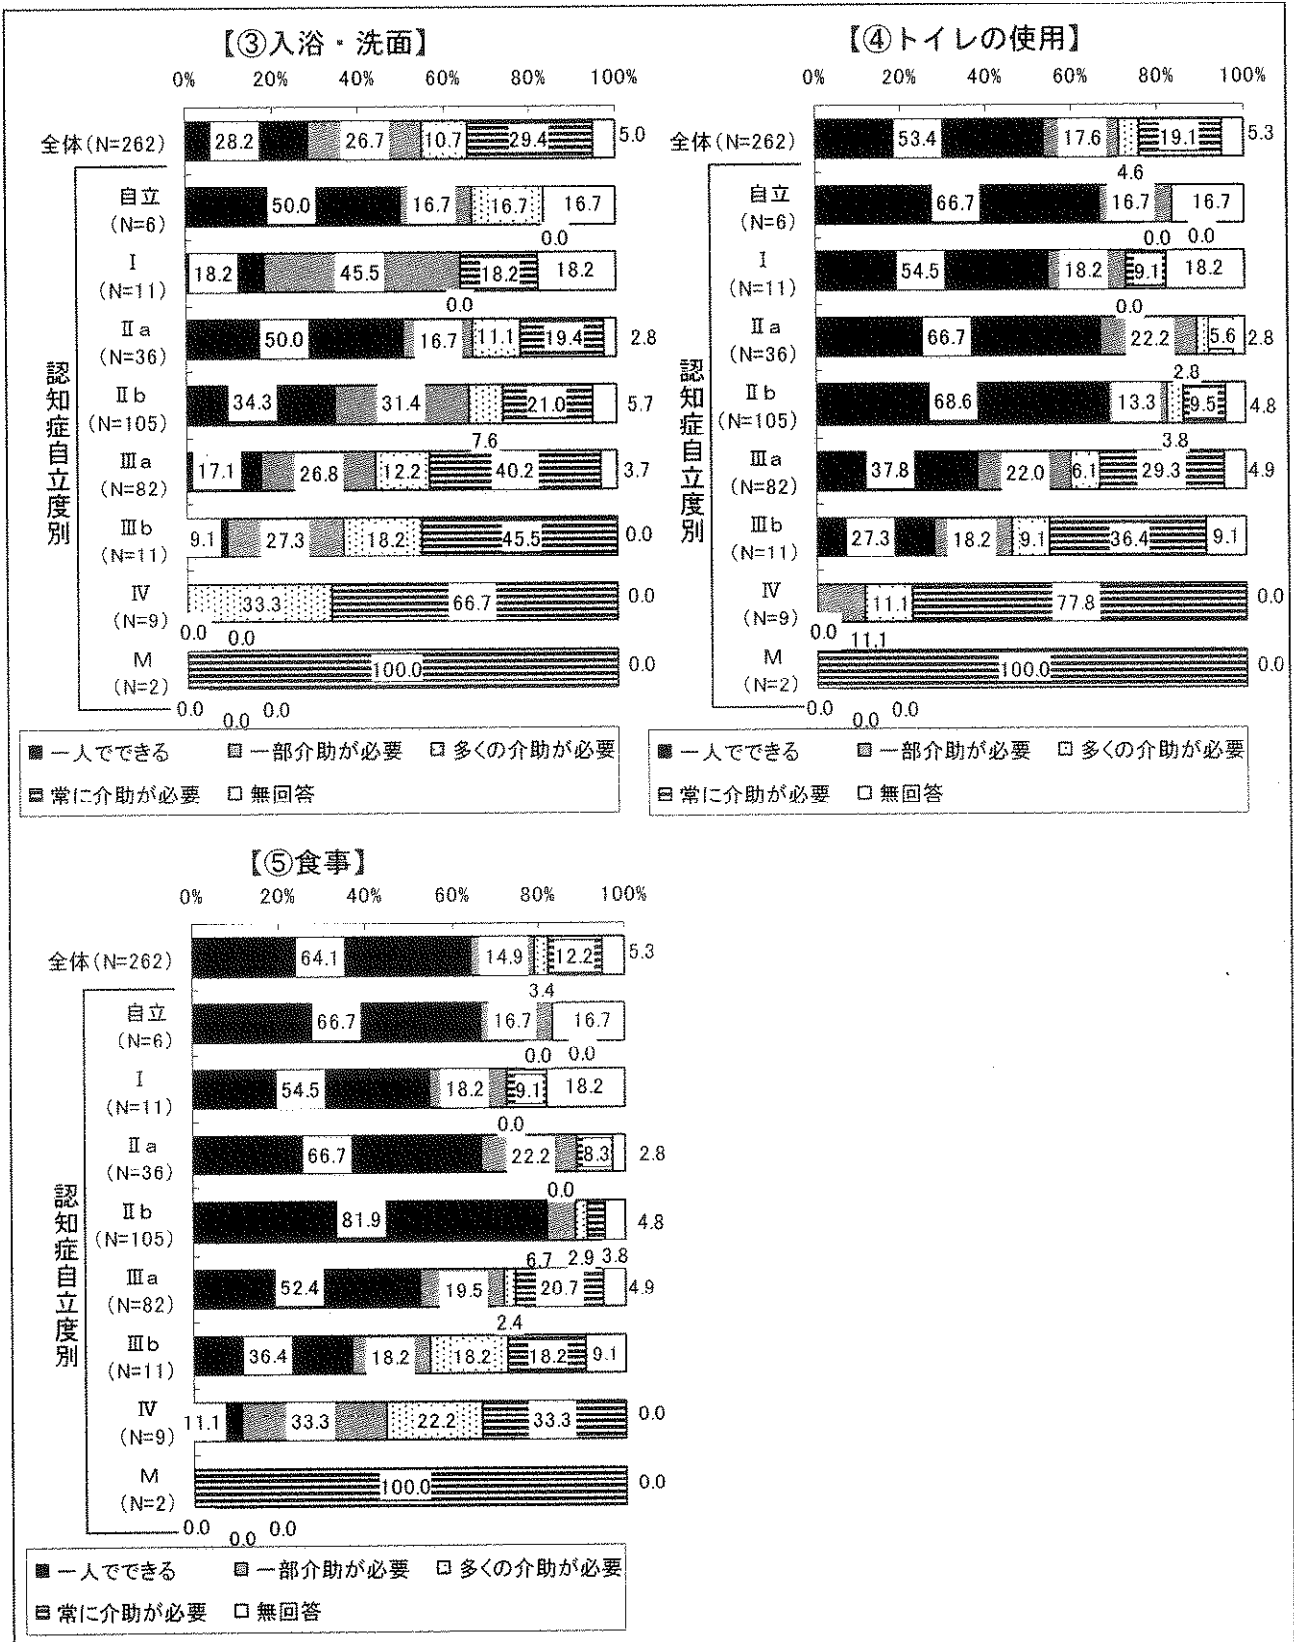 【③入浴・洗面】
0% 20% 40% 60% 80% 100%
全体(N=262) 28.2 26.7 10.7 29.4 5.0
認知症自立度別
自立
(N=6) 50.0 16.7 16.7 16.7
0.0
Ⅰ
(N=11) 18.2 45.5 18.2 18.2
0.0
Ⅱa
(N=36) 50.0 16.7 11.1 19.4 2.8
Ⅱb
(N=105) 34.3 31.4 21.0 5.7
7.6
Ⅲa
(N=82) 17.1 26.8 12.2 40.2 3.7
Ⅲb
(N=11) 9.1 27.3 18.2 45.5 0.0
Ⅳ
(N=9) 33.3 66.7 0.0
0.0 0.0
M
(N=2) 100.0 0.0
0.0 0.0 0.0
一人でできる 一部介助が必要 多くの介助が必要
常に介助が必要 無回答
【④トイレの使用】
0% 20% 40% 60% 80% 100%
全体(N=262) 53.4 17.6 19.1 5.3
4.6
認知症自立度別
自立
(N=6) 66.7 16.7 16.7
0.0 0.0
Ⅰ
(N=11) 54.5 18.2 9.1 18.2
0.0
Ⅱa
(N=36) 66.7 22.2 5.6 2.8
2.8
Ⅱb
(N=105) 68.6 13.3 9.5 4.8
3.8
Ⅲa
(N=82) 37.8 22.0 6.1 29.3 4.9
Ⅲb
(N=11) 27.3 18.2 9.1 36.4 9.1
Ⅳ
(N=9) 11.1 77.8 0.0
0.0 11.1
M
(N=2) 100.0 0.0
0.0 0.0 0.0
一人でできる 一部介助が必要 多くの介助が必要
常に介助が必要 無回答
【⑤食事】
0% 20% 40% 60% 80% 100%
全体(N=262) 64.1 14.9 12.2 5.3
3.4
認知症自立度別
自立
(N=6) 66.7 16.7 16.7
0.0 0.0
Ⅰ
(N=11) 54.5 18.2 9.1 18.2
0.0
Ⅱa
(N=36) 66.7 22.2 8.3 2.8
0.0
Ⅱb
(N=105) 81.9 4.8
6.7 2.9 3.8
Ⅲa
(N=82) 52.4 19.5 20.7 4.9
2.4
Ⅲb
(N=11) 36.4 18.2 18.2 18.2 9.1
Ⅳ
(N=9) 11.1 33.3 22.2 33.3 0.0
M
(N=2) 100.0 0.0
0.0 0.0 0.0
一人でできる 一部介助が必要 多くの介助が必要
常に介助が必要 無回答